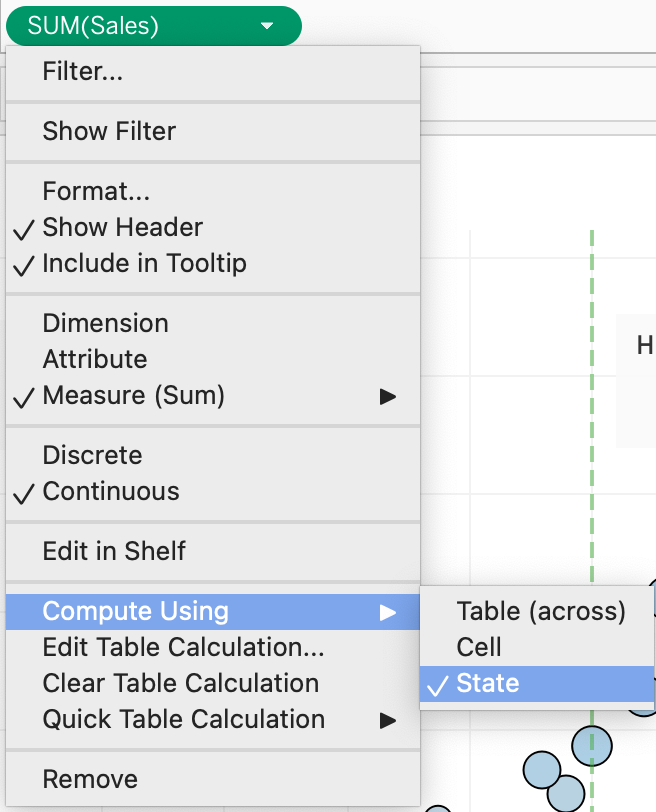 SUM(Sales)
Filter...
Show Filter
Format...
Show Header
Include in Tooltip
H
Dimension
Attribute
Measure (Sum)
Discrete
Continuous
Edit in Shelf
Compute Using
Table (across)
Edit Table Calculation...
Cell
Clear Table Calculation
State
Quick Table Calculation
Remove